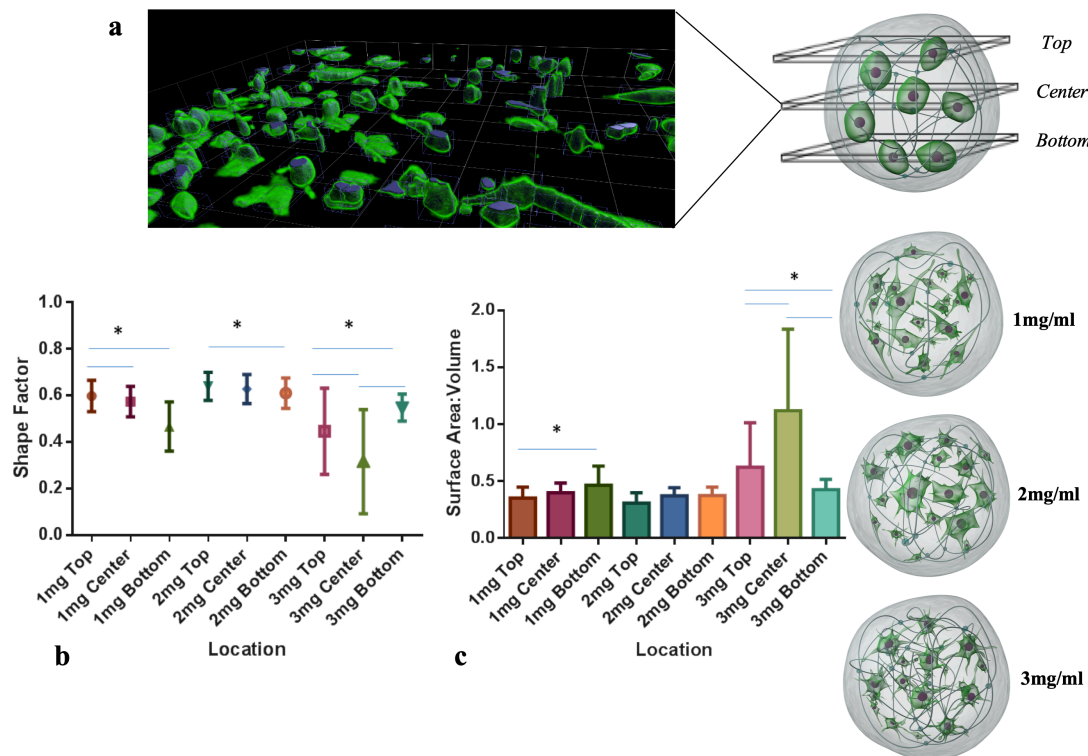 a
Top
Center
Bottom
1mg/ml
2mg/ml
3mg/ml
*
*
*
1.0
0.8
0.6
0.4
0.2
0.0
Shape Factor
1mg Top
1mg Center
1mg Bottom
2mg Top
2mg Center
2mg Bottom
3mg Top
3mg Center
3mg Bottom
Location
b
*
*
2.0
1.5
1.0
0.5
0.0
Surface Area:Volume
1mg Top
1mg Center
1mg Bottom
2mg Top
2mg Center
2mg Bottom
3mg Top
3mg Center
3mg Bottom
Location
c